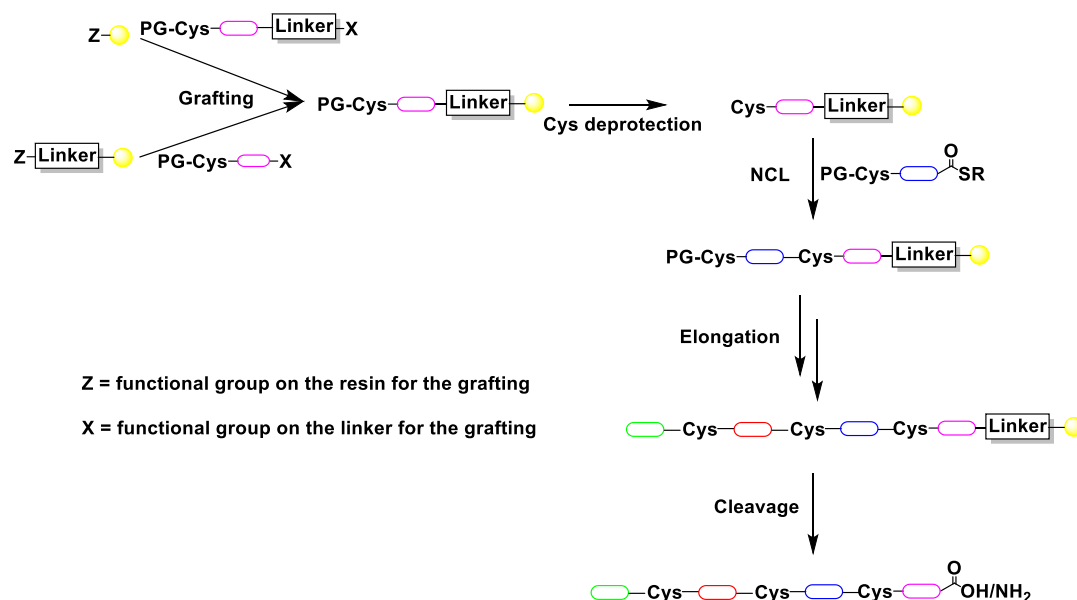 Z
PG-Cys
Linker
X
Grafting
Z
Linker
PG-Cys
X
PG-Cys
Linker
Cys deprotection
Cys
Linker
NCL
PG-Cys
O
SR
PG-Cys
Cys
Linker
Elongation
Z = functional group on the resin for the grafting
X = functional group on the linker for the grafting
Cys
Cys
Cys
Linker
Cleavage
Cys
Cys
Cys
O
OH/NH2